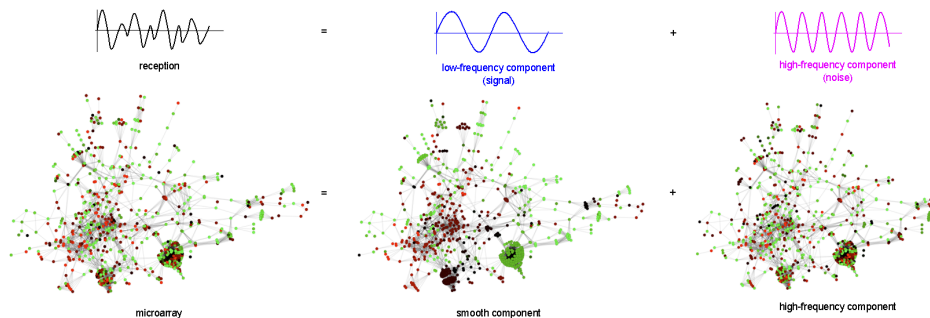 = +
reception
low-frequency component
(signal)
high-frequency component
(noise)
= +
microarray
smooth component
high-frequency component